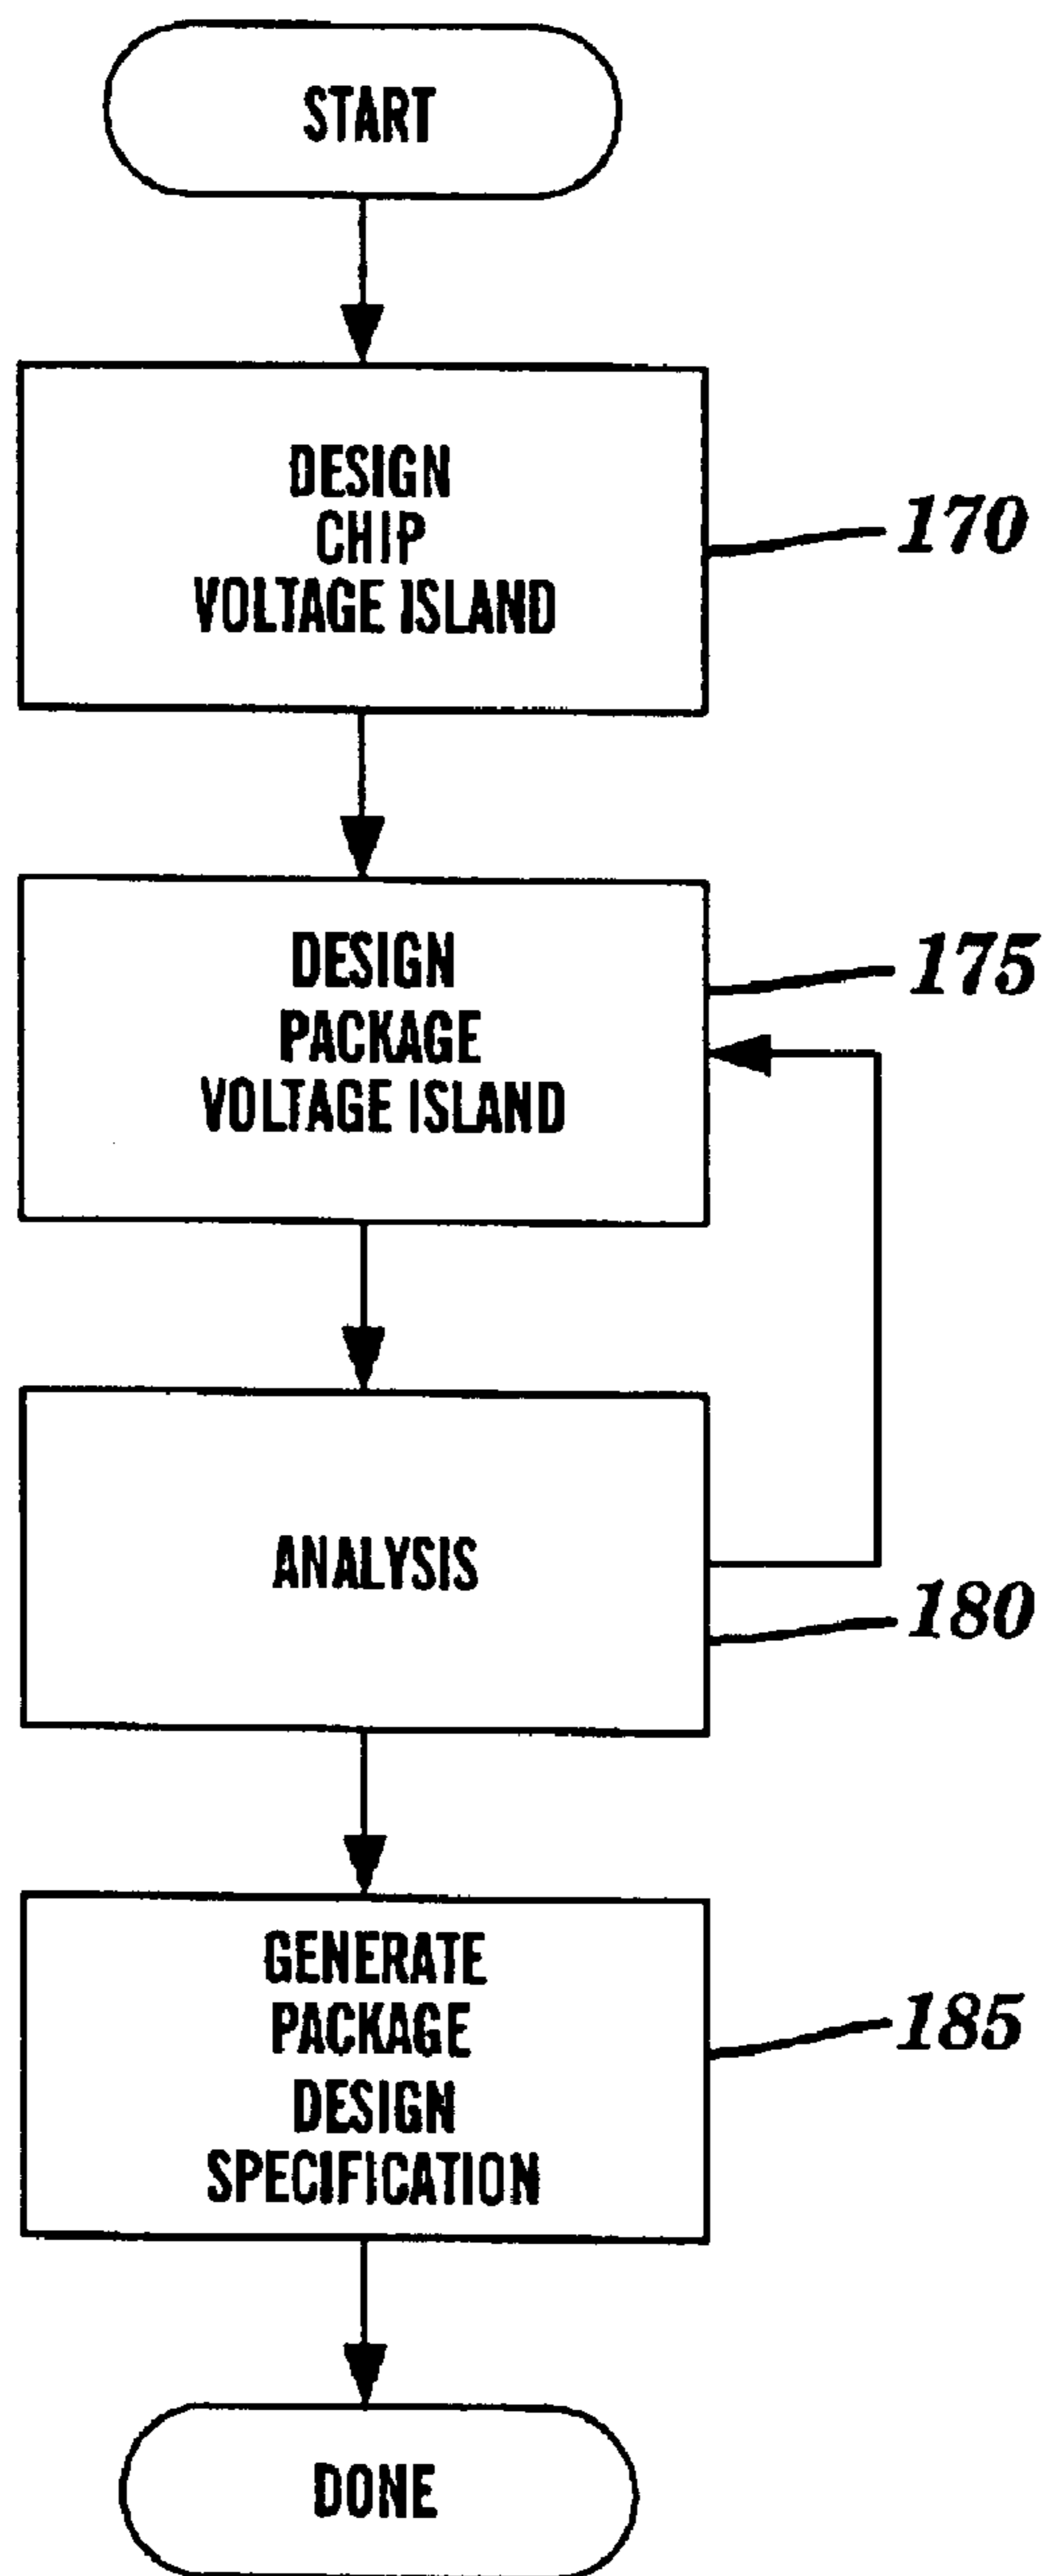 START
DESIGN
CHIP
VOLTAGE ISLAND
170
DESIGN
PACKAGE
VOLTAGE ISLAND
175
ANALYSIS
180
GENERATE
PACKAGE
DESIGN
SPECIFICATION
185
DONE